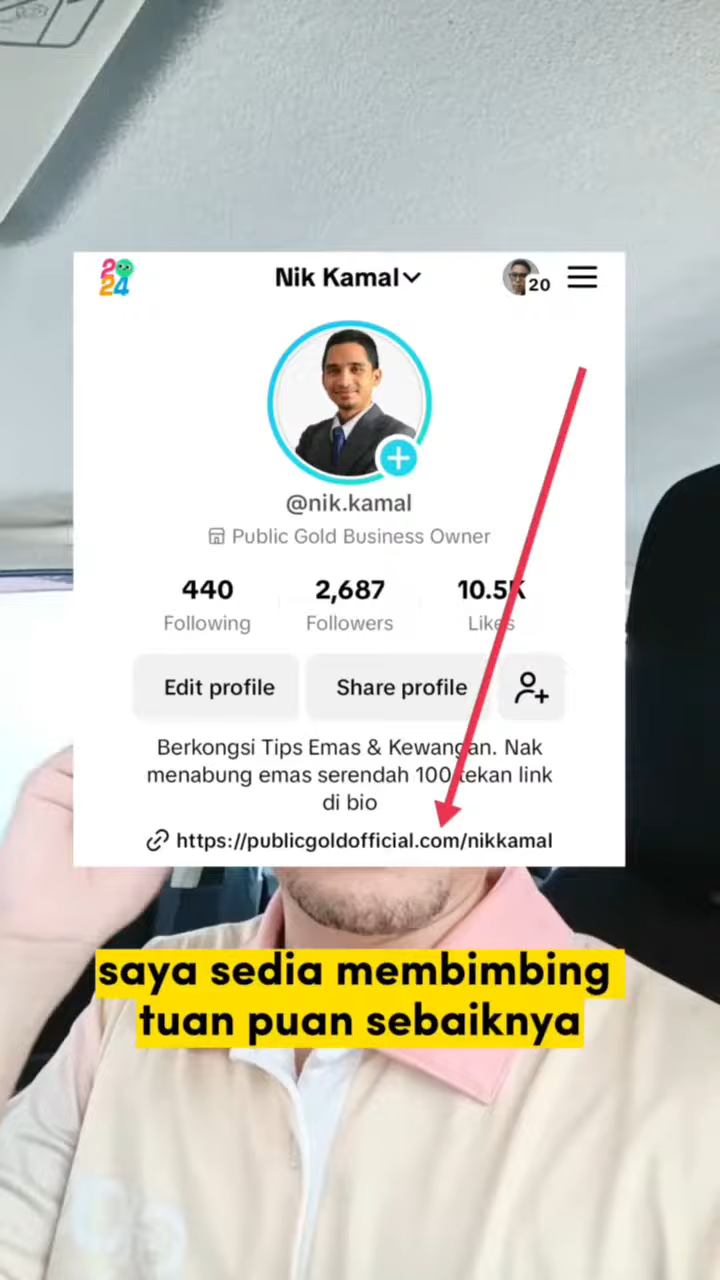 2024
Nik Kamal
20
@nik.kamal
Public Gold Business Owner
440
2,687
10.5K
Following
Followers
Likes
Edit profile
Share profile
Berkongsi Tips Emas & Kewangan. Nak
menabung emas serendah 100 tekan link
di bio
https://publicgoldofficial.com/nikkamal
saya sedia membimbing
tuan puan sebaiknya